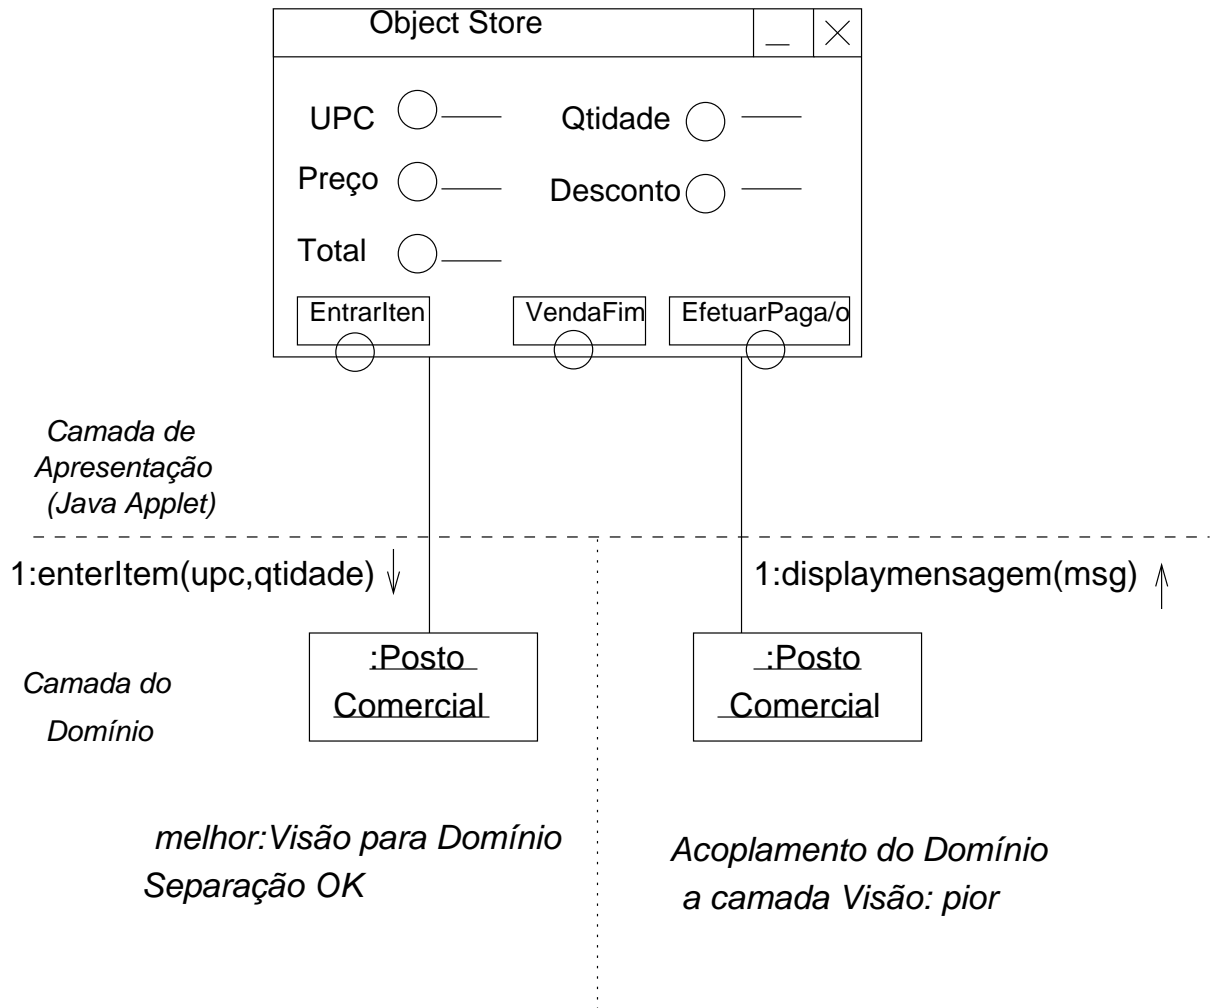 Object Store
UPC
Qtidade
Preço
Desconto
Total
EntrarIten
VendaFim
EfetuarPaga/o
Camada de
Apresentação
(Java Applet)
1:enterItem(upc,qtidade)
1:displaymensagem(msg)
:Posto
Comercial
:Posto
Comercial
Camada do
Domínio
melhor:Visão para Domínio
Separação OK
Acoplamento do Domínio
a camada Visão: pior